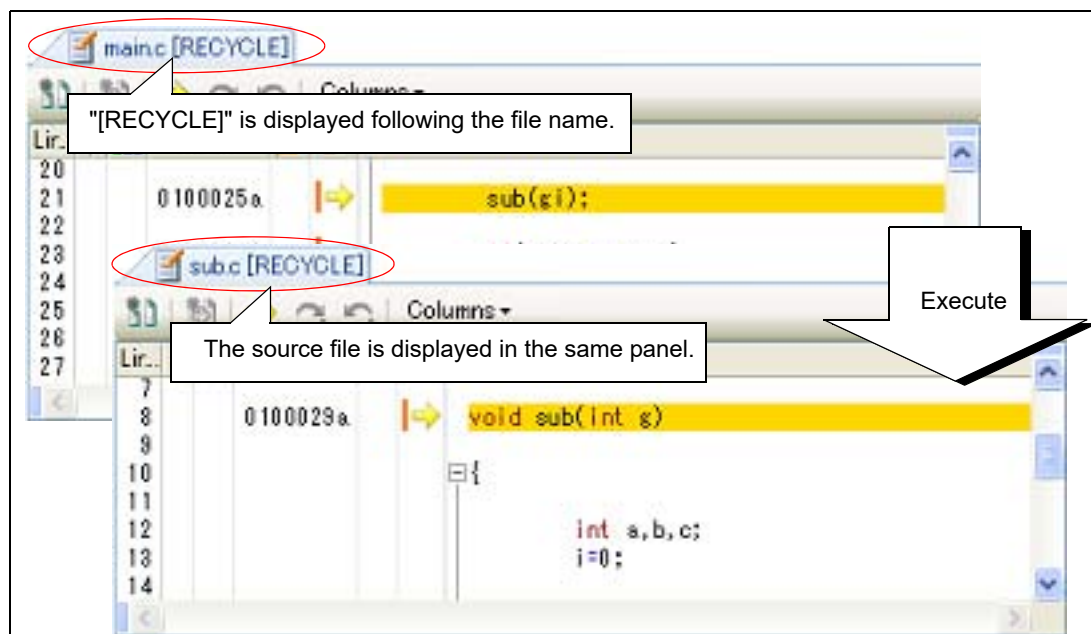 main.c [RECYCLE]
"[RECYCLE]" is displayed following the file name.
Lir...
20
21 0100025a sub(gi);
22
23
24
25
26
27
sub.c [RECYCLE]
Columns
Execute
The source file is displayed in the same panel.
Lir...
7
8 0100029a void sub(int g)
9
10 {
11
12 int a,b,c;
13 i=0;
14